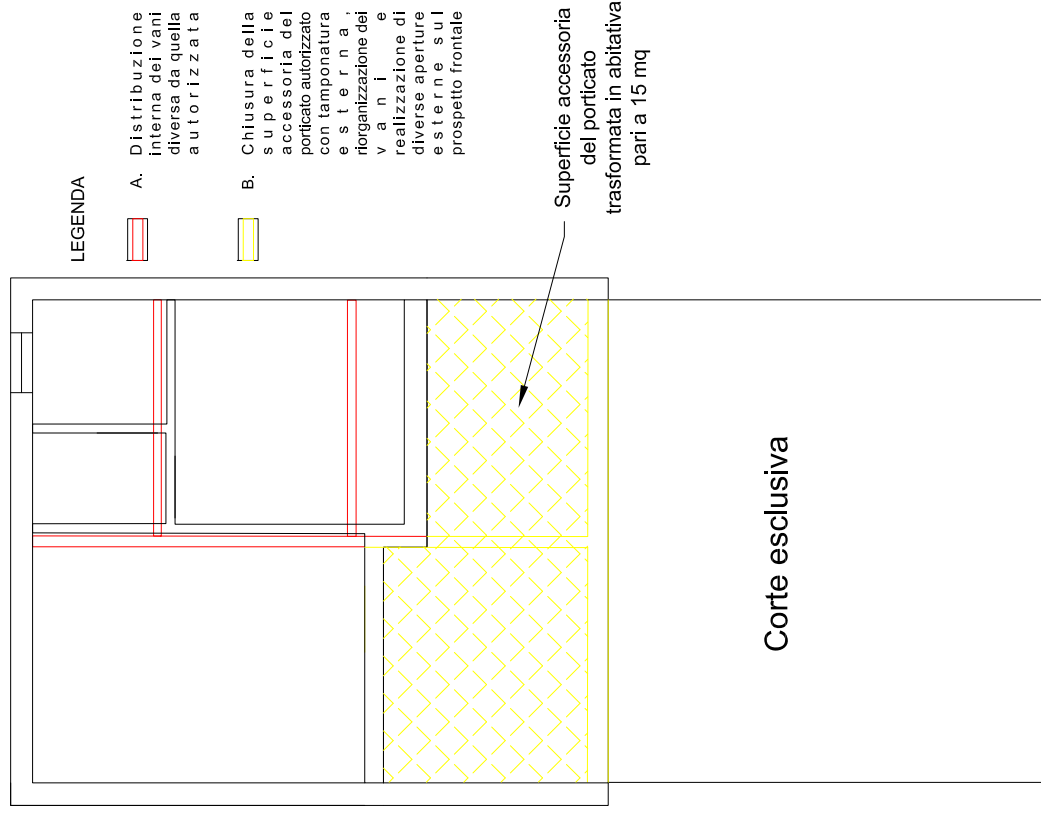 LEGENDA
A. Distribuzione
interna dei vani
diversa da quella
autorizzata
B. Chiusura della
superficie
accessoria del
porticato autorizzato
con tamponatura
esterna,
riorganizzazione dei
vani e
realizzazione di
diverse aperture
esterne sul
prospetto frontale
Superficie accessoria
del porticato
trasformata in abitativa
pari a 15 mq
Corte esclusiva